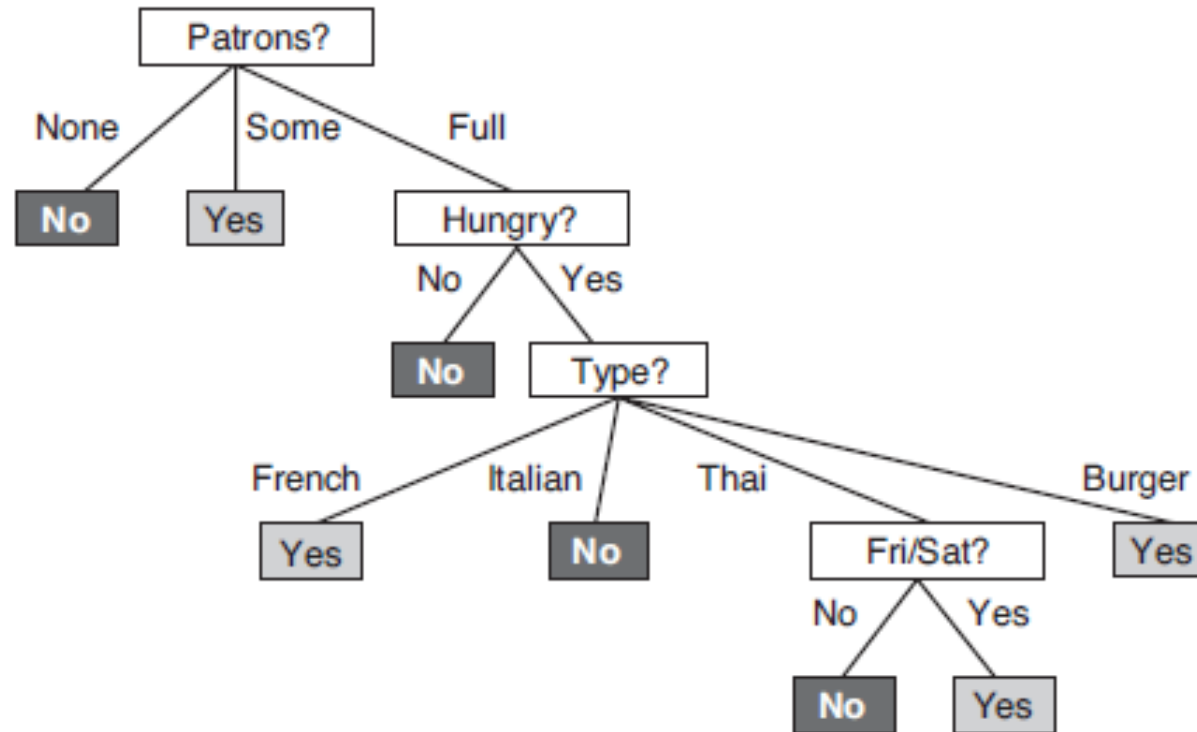 Patrons?
None Some Full
No Yes Hungry?
No Yes
No Type?
French Italian Thai Burger
Yes No Fri/Sat? Yes
No Yes
No Yes